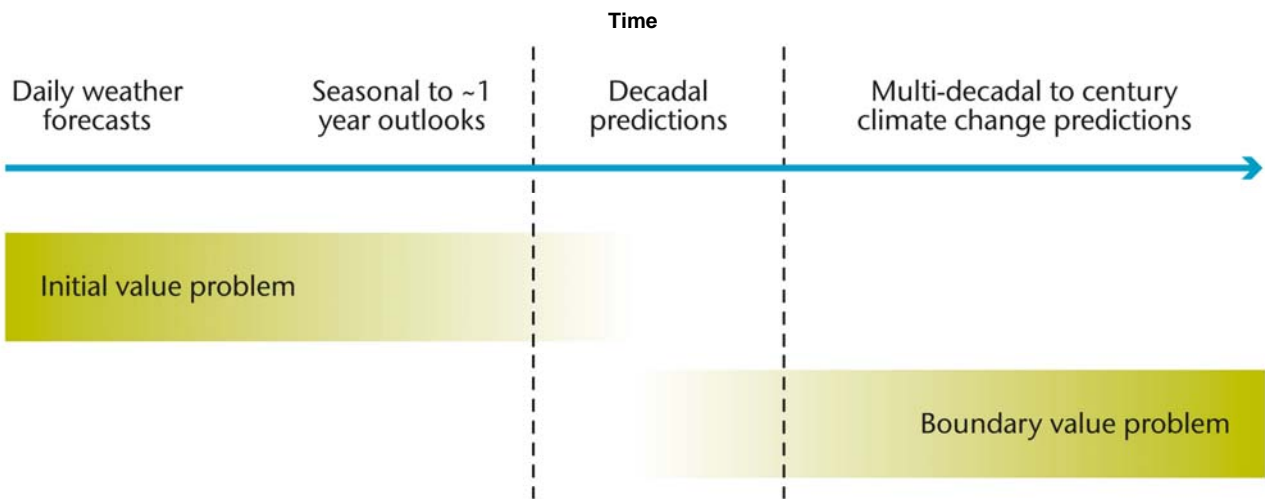 Time
Daily weather
forecasts
Seasonal to ~1
year outlooks
Decadal
predictions
Multi-decadal to century
climate change predictions
Initial value problem
Boundary value problem